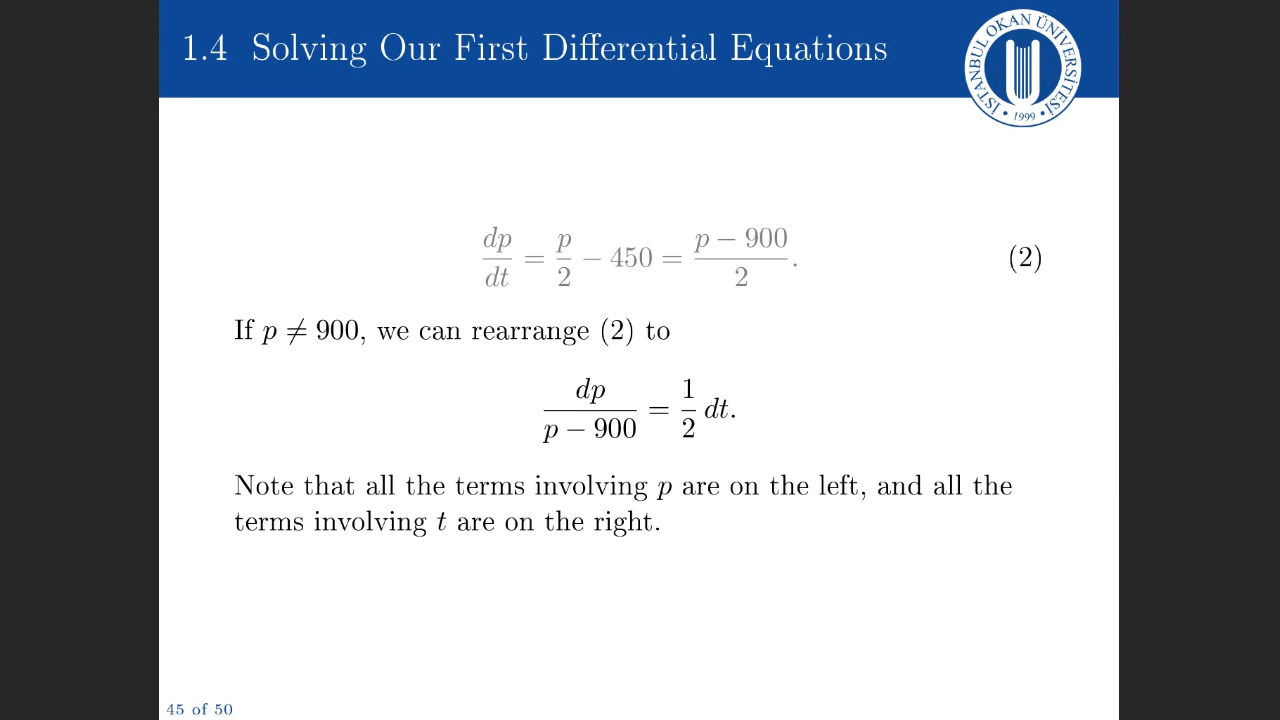 1.4 Solving Our First Differential Equations
İSTANBUL OKAN ÜNİVERSİTESİ
• 1999 •
dp/dt = p/2 − 450 = (p − 900)/2. (2)
If p ≠ 900, we can rearrange (2) to
dp/(p − 900) = 1/2 dt.
Note that all the terms involving p are on the left, and all the
terms involving t are on the right.
45 of 50